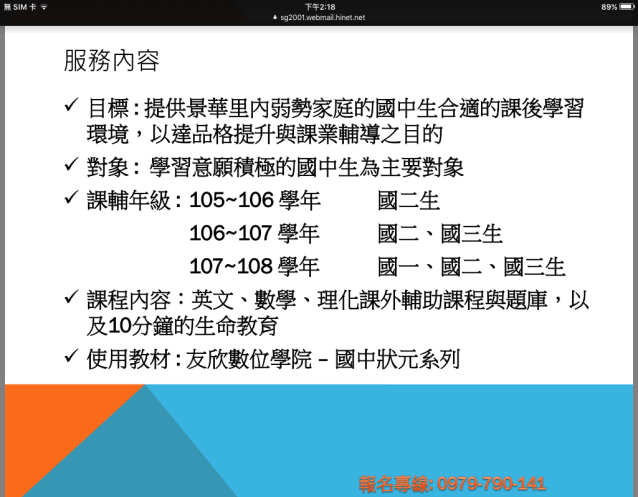 無 SIM 卡
下午2:18
89%
sg2001.webmail.hinet.net
服務內容
✓ 目標：提供景華里內弱勢家庭的國中生合適的課後學習
環境，以達品格提升與課業輔導之目的
✓ 對象： 學習意願積極的國中生為主要對象
✓ 課輔年級：105~106 學年 國二生
106~107 學年 國二、國三生
107~108 學年 國一、國二、國三生
✓ 課程內容：英文、數學、理化課外輔助課程與題庫，以
及10分鐘的生命教育
✓ 使用教材：友欣數位學院 – 國中狀元系列
報名專線: 0979-790-141